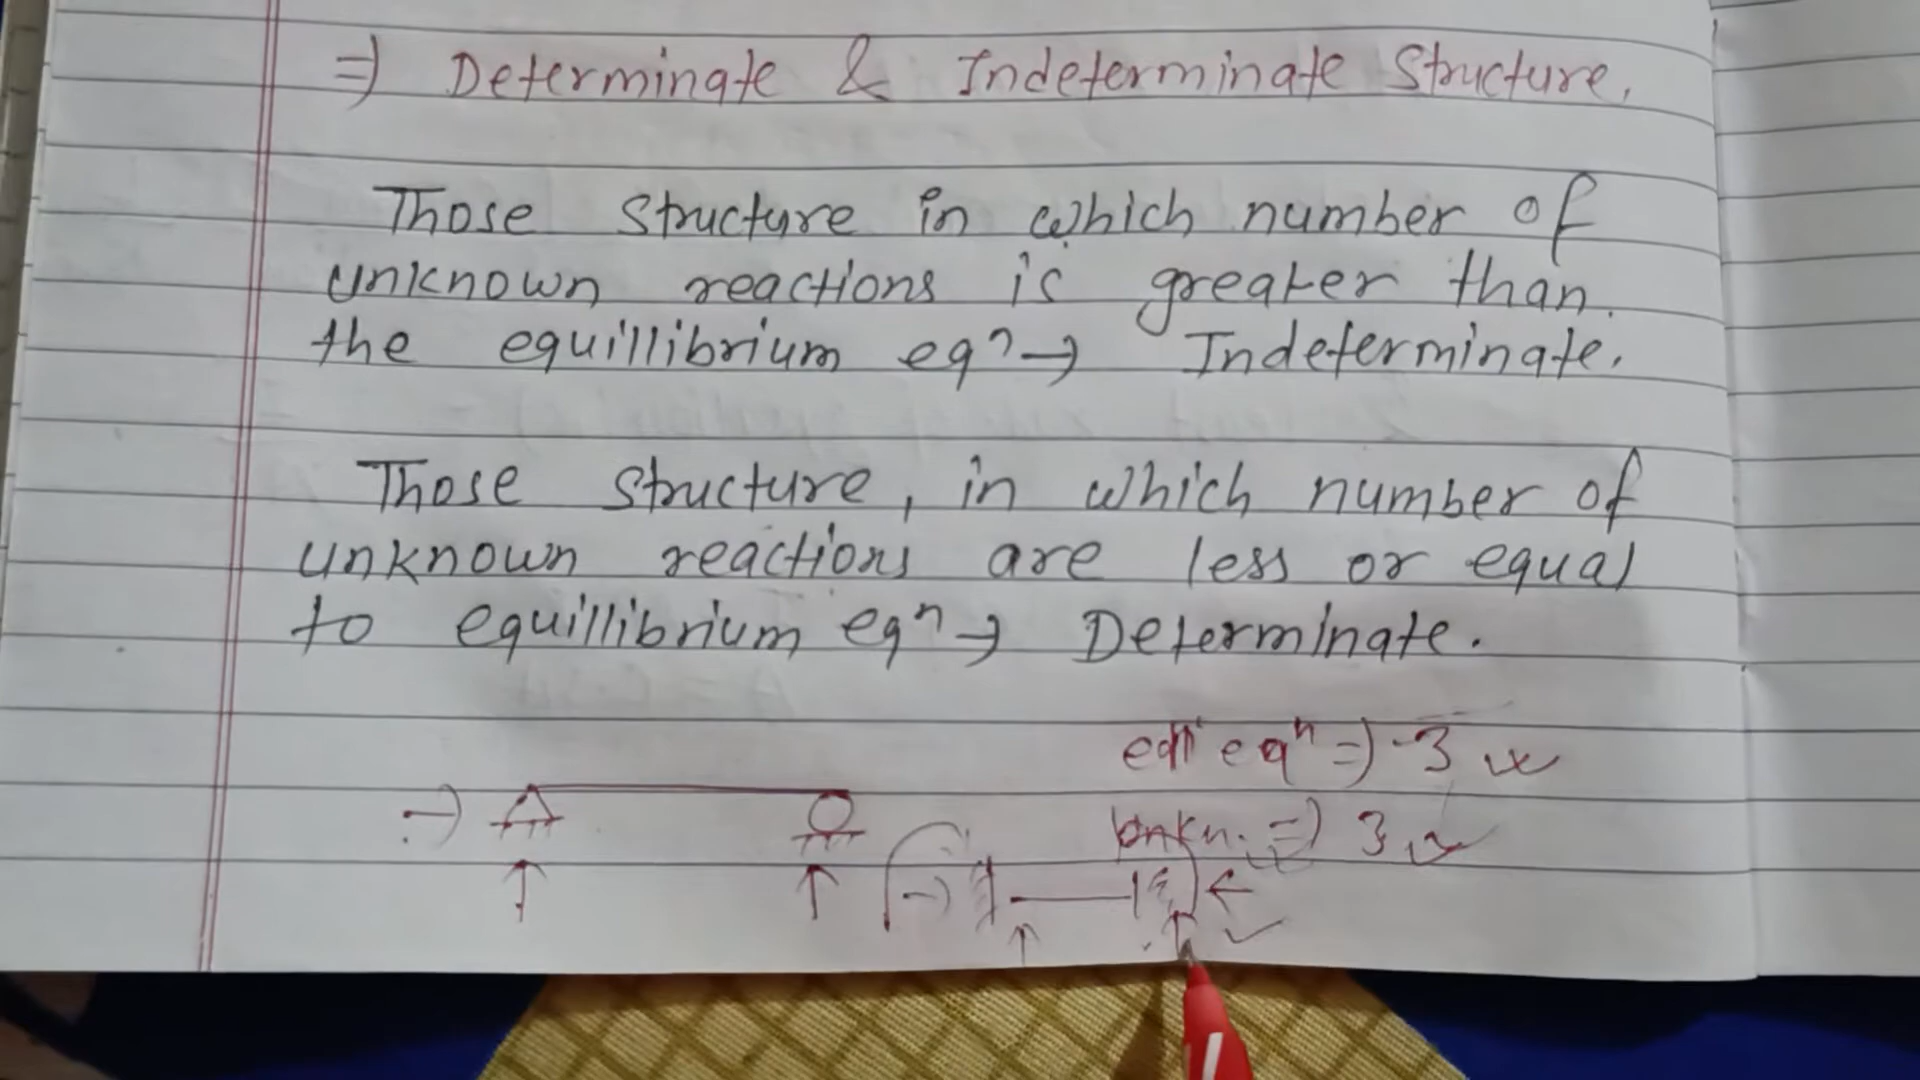 => Determinate & Indeterminate Structure.
Those structure in which number of
unknown reactions is greater than
the equillibrium eqn → Indeterminate.
Those structure, in which number of
unknown reactions are less or equal
to equillibrium eqn → Determinate.
eqn => 3
unkn. => 3